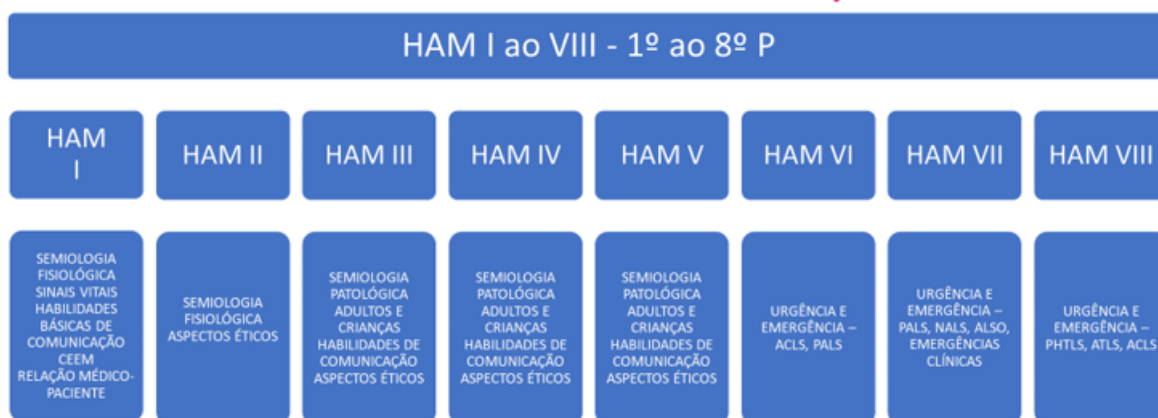 HAM I ao VIII - 1º ao 8º P
HAM
I
HAM II
HAM III
HAM IV
HAM V
HAM VI
HAM VII
HAM VIII
SEMIOLOGIA
FISIOLÓGICA
SINAIS VITAIS
HABILIDADES
BÁSICAS DE
COMUNICAÇÃO
CEEM
RELAÇÃO MÉDICO-
PACIENTE
SEMIOLOGIA
FISIOLÓGICA
ASPECTOS ÉTICOS
SEMIOLOGIA
PATOLÓGICA
ADULTOS E
CRIANÇAS
HABILIDADES DE
COMUNICAÇÃO
ASPECTOS ÉTICOS
SEMIOLOGIA
PATOLÓGICA
ADULTOS E
CRIANÇAS
HABILIDADES DE
COMUNICAÇÃO
ASPECTOS ÉTICOS
SEMIOLOGIA
PATOLÓGICA
ADULTOS E
CRIANÇAS
HABILIDADES DE
COMUNICAÇÃO
ASPECTOS ÉTICOS
URGÊNCIA E
EMERGÊNCIA –
ACLS, PALS
URGÊNCIA E
EMERGÊNCIA –
PALS, NALS, ALSO,
EMERGÊNCIAS
CLÍNICAS
URGÊNCIA E
EMERGÊNCIA –
PHTLS, ATLS, ACLS